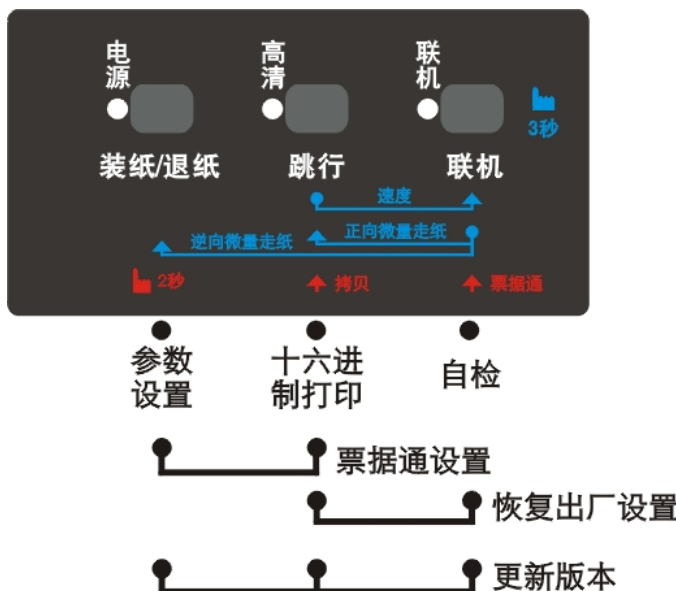 电源
高清
联机
3秒
装纸/退纸
跳行
联机
速度
正向微量走纸
逆向微量走纸
2秒
拷贝
票据通
参数
设置
十六进
制打印
自检
票据通设置
恢复出厂设置
更新版本